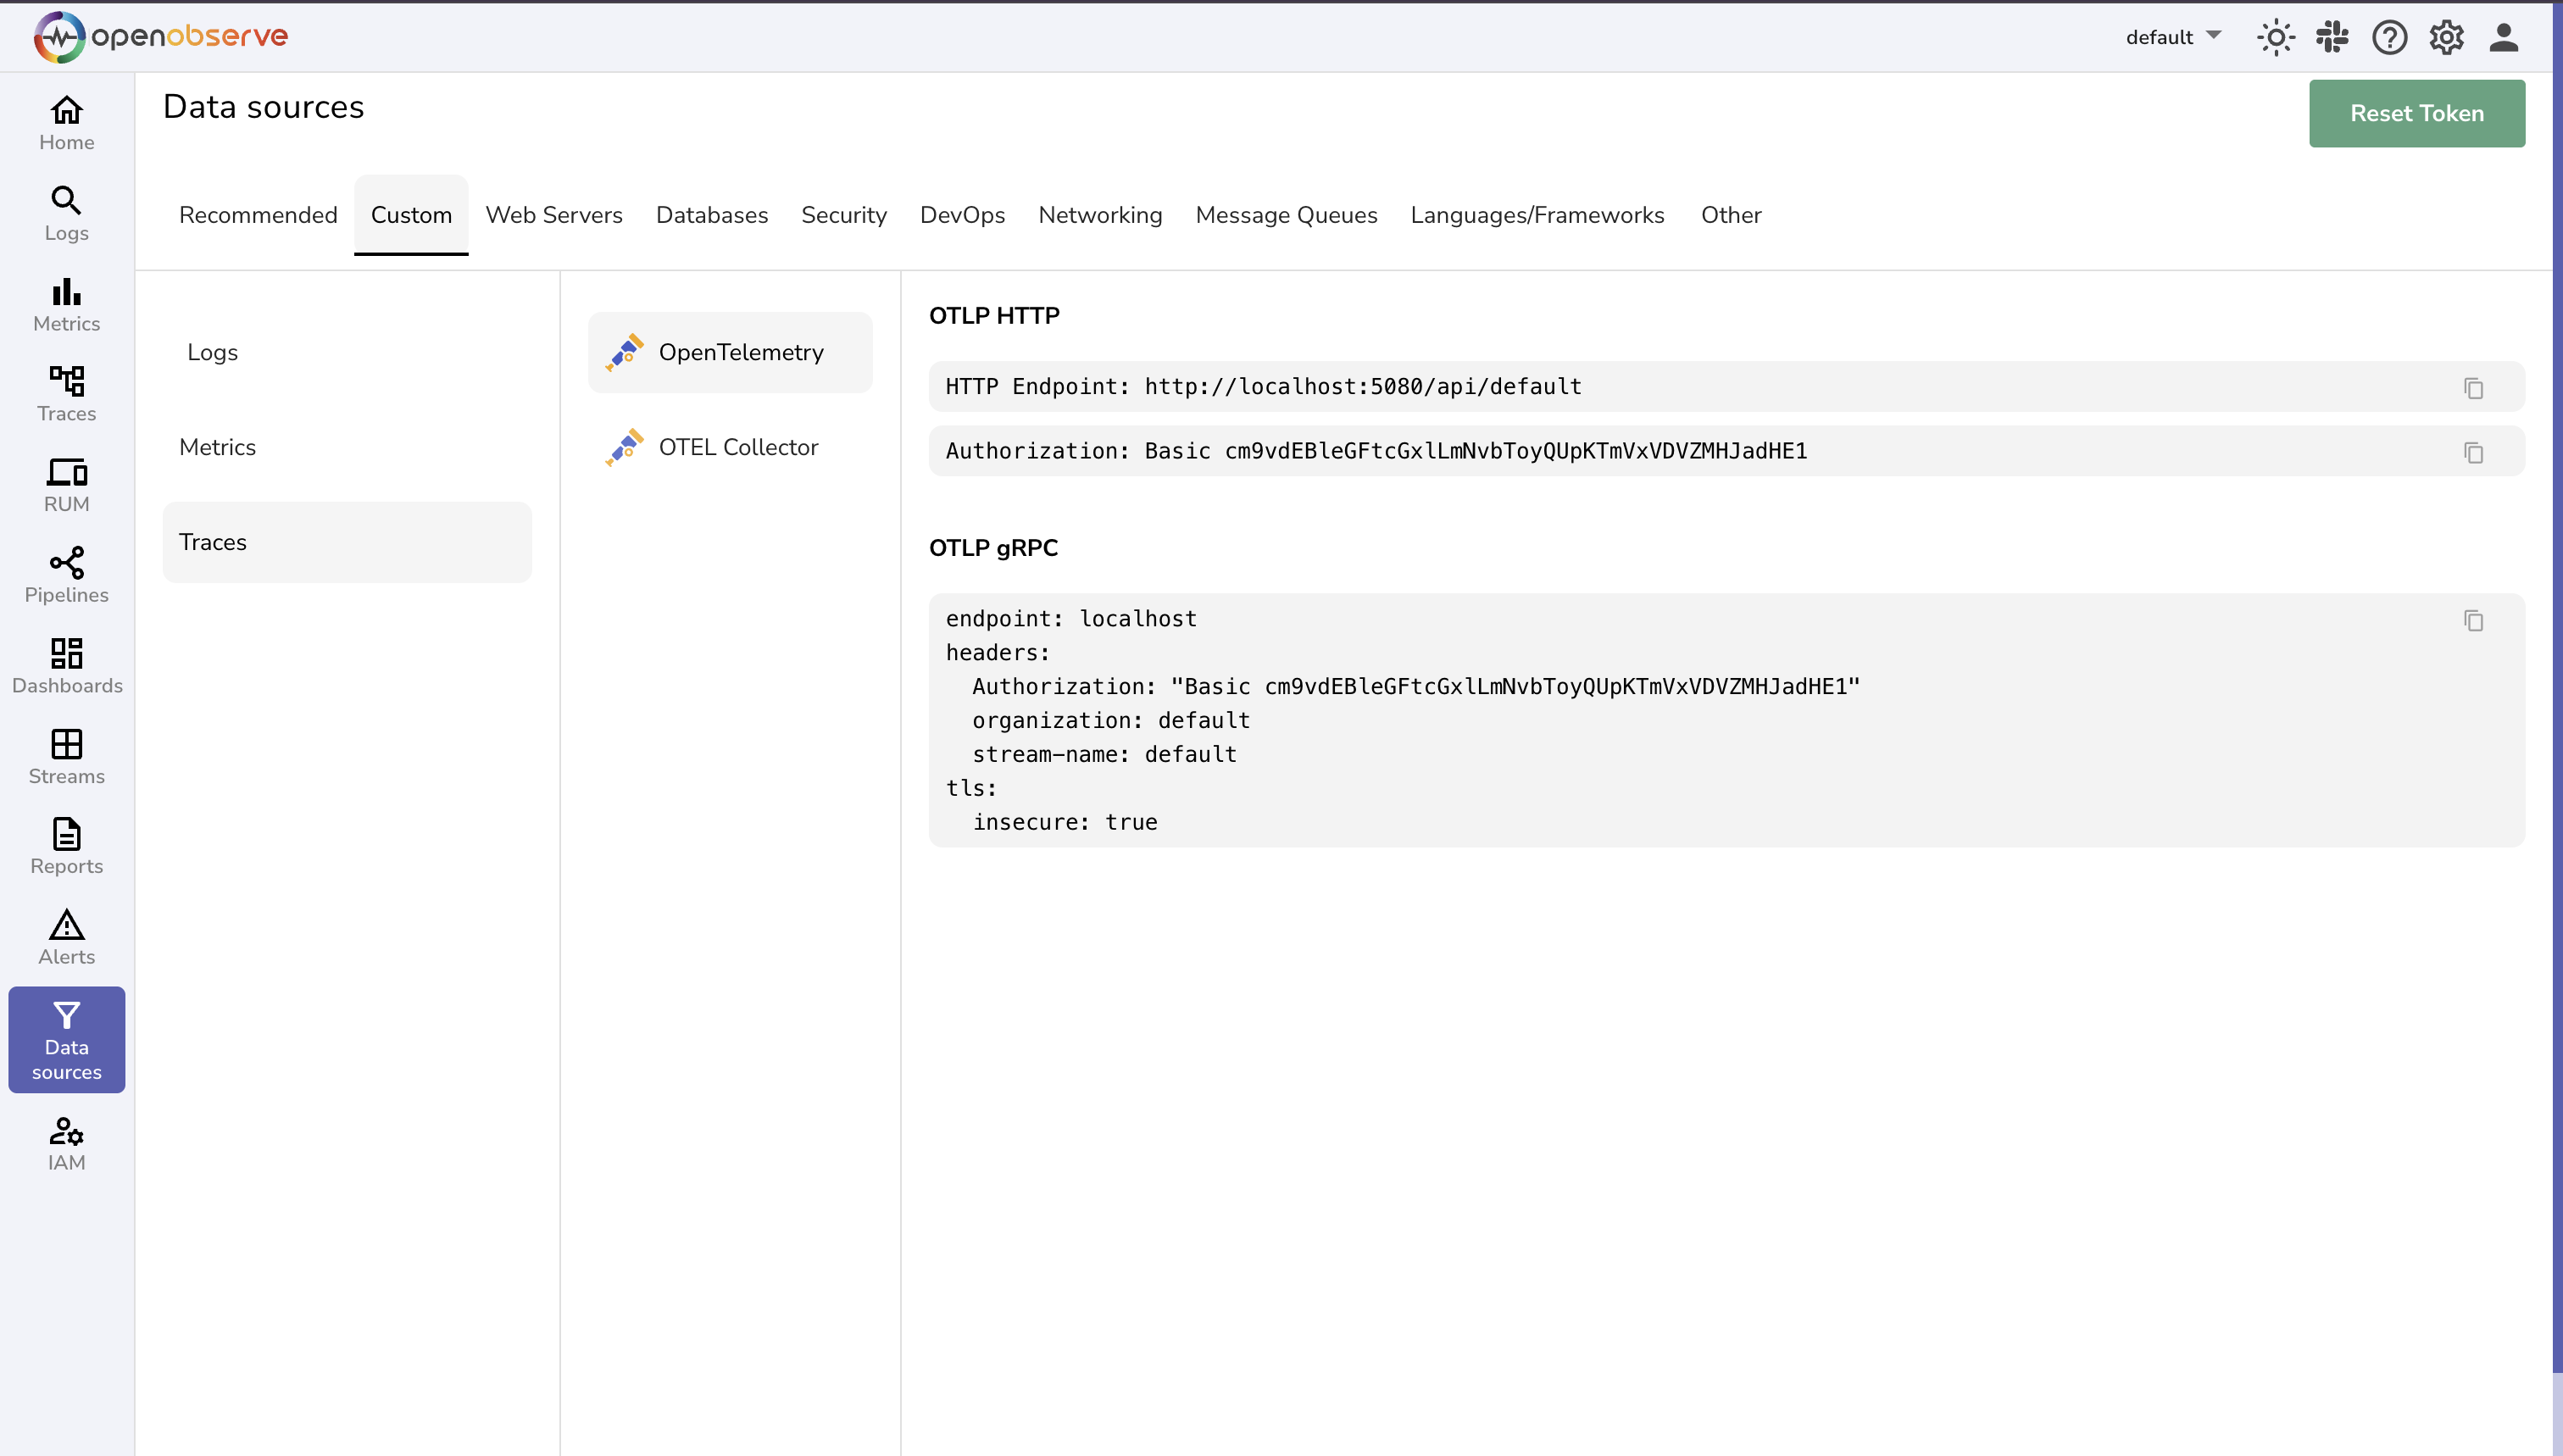 openobserve
default
Data sources
Reset Token
Home
Logs
Metrics
Traces
RUM
Pipelines
Dashboards
Streams
Reports
Alerts
Data
sources
IAM
Recommended
Custom
Web Servers
Databases
Security
DevOps
Networking
Message Queues
Languages/Frameworks
Other
Logs
Metrics
Traces
OpenTelemetry
OTEL Collector
OTLP HTTP
HTTP Endpoint: http://localhost:5080/api/default
Authorization: Basic cm9vdEBleGFtcGxlLmNvbToyQUpKTmVxVDVZMHJadHE1
OTLP gRPC
endpoint: localhost
headers:
Authorization: "Basic cm9vdEBleGFtcGxlLmNvbToyQUpKTmVxVDVZMHJadHE1"
organization: default
stream-name: default
tls:
insecure: true